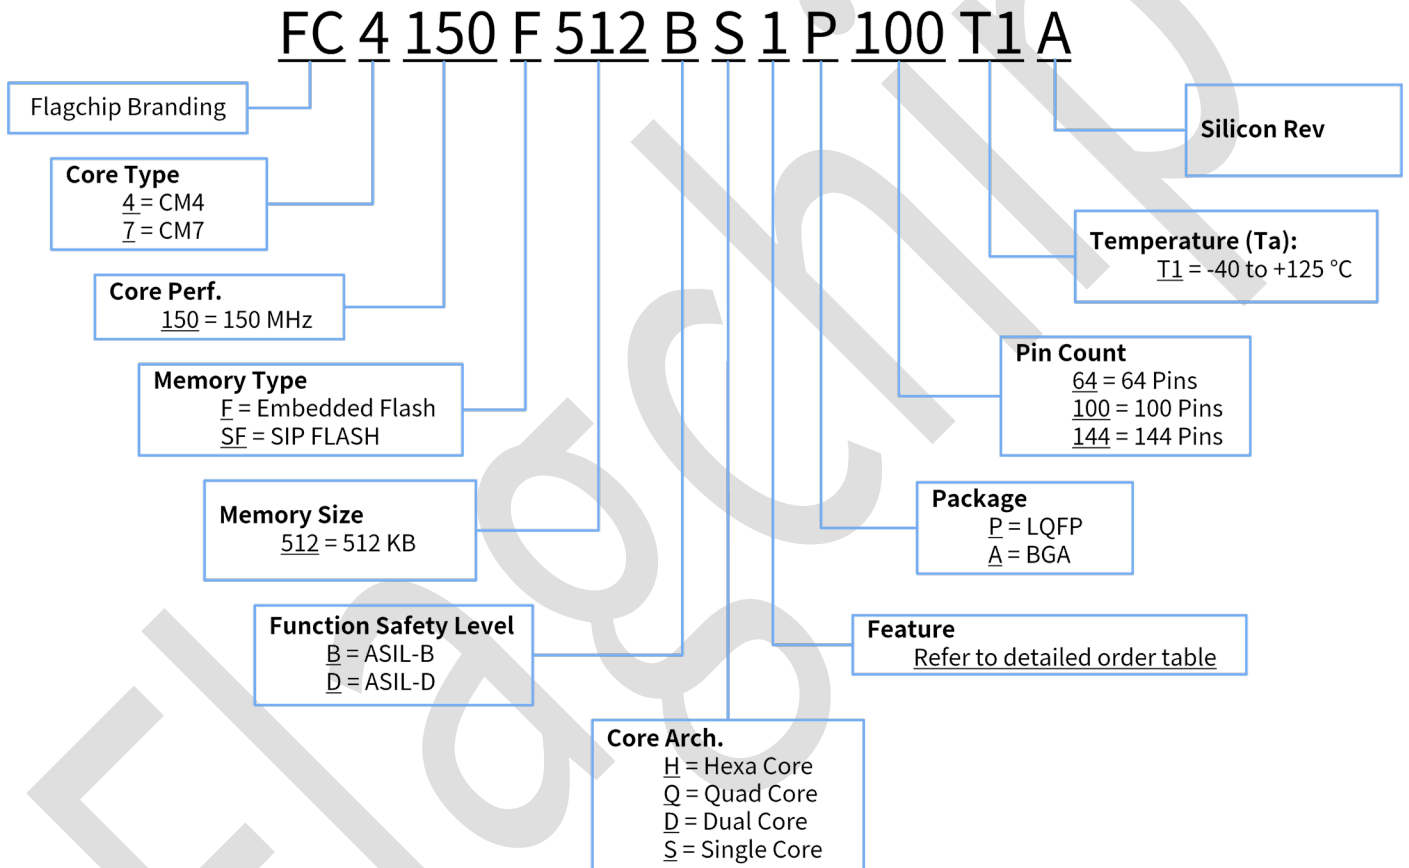 FC 4 150 F 512 B S 1 P 100 T1 A
Flagchip Branding
Core Type
4 = CM4
7 = CM7
Core Perf.
150 = 150 MHz
Memory Type
F = Embedded Flash
SF = SIP FLASH
Memory Size
512 = 512 KB
Function Safety Level
B = ASIL-B
D = ASIL-D
Core Arch.
H = Hexa Core
Q = Quad Core
D = Dual Core
S = Single Core
Feature
Refer to detailed order table
Package
P = LQFP
A = BGA
Pin Count
64 = 64 Pins
100 = 100 Pins
144 = 144 Pins
Temperature (Ta):
T1 = -40 to +125 °C
Silicon Rev
Flagchip